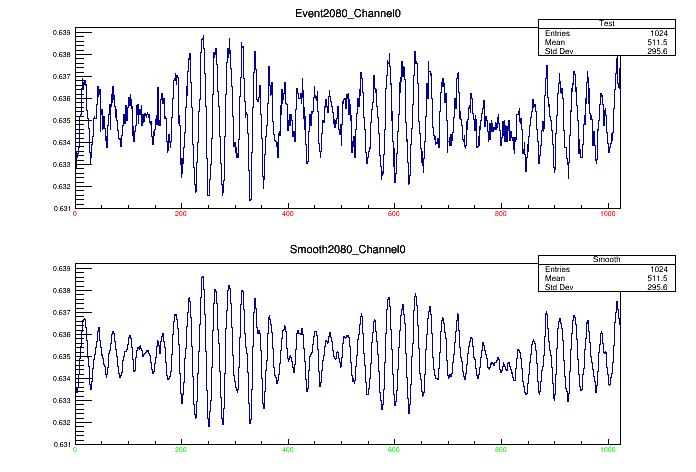 Event2080_Channel0
Test
Entries 1024
Mean 511.5
Std Dev 295.6
0.639
0.638
0.637
0.636
0.635
0.634
0.633
0.632
0.631
0 200 400 600 800 1000
Smooth2080_Channel0
Smooth
Entries 1024
Mean 511.5
Std Dev 295.6
0.639
0.638
0.637
0.636
0.635
0.634
0.633
0.632
0.631
0 200 400 600 800 1000